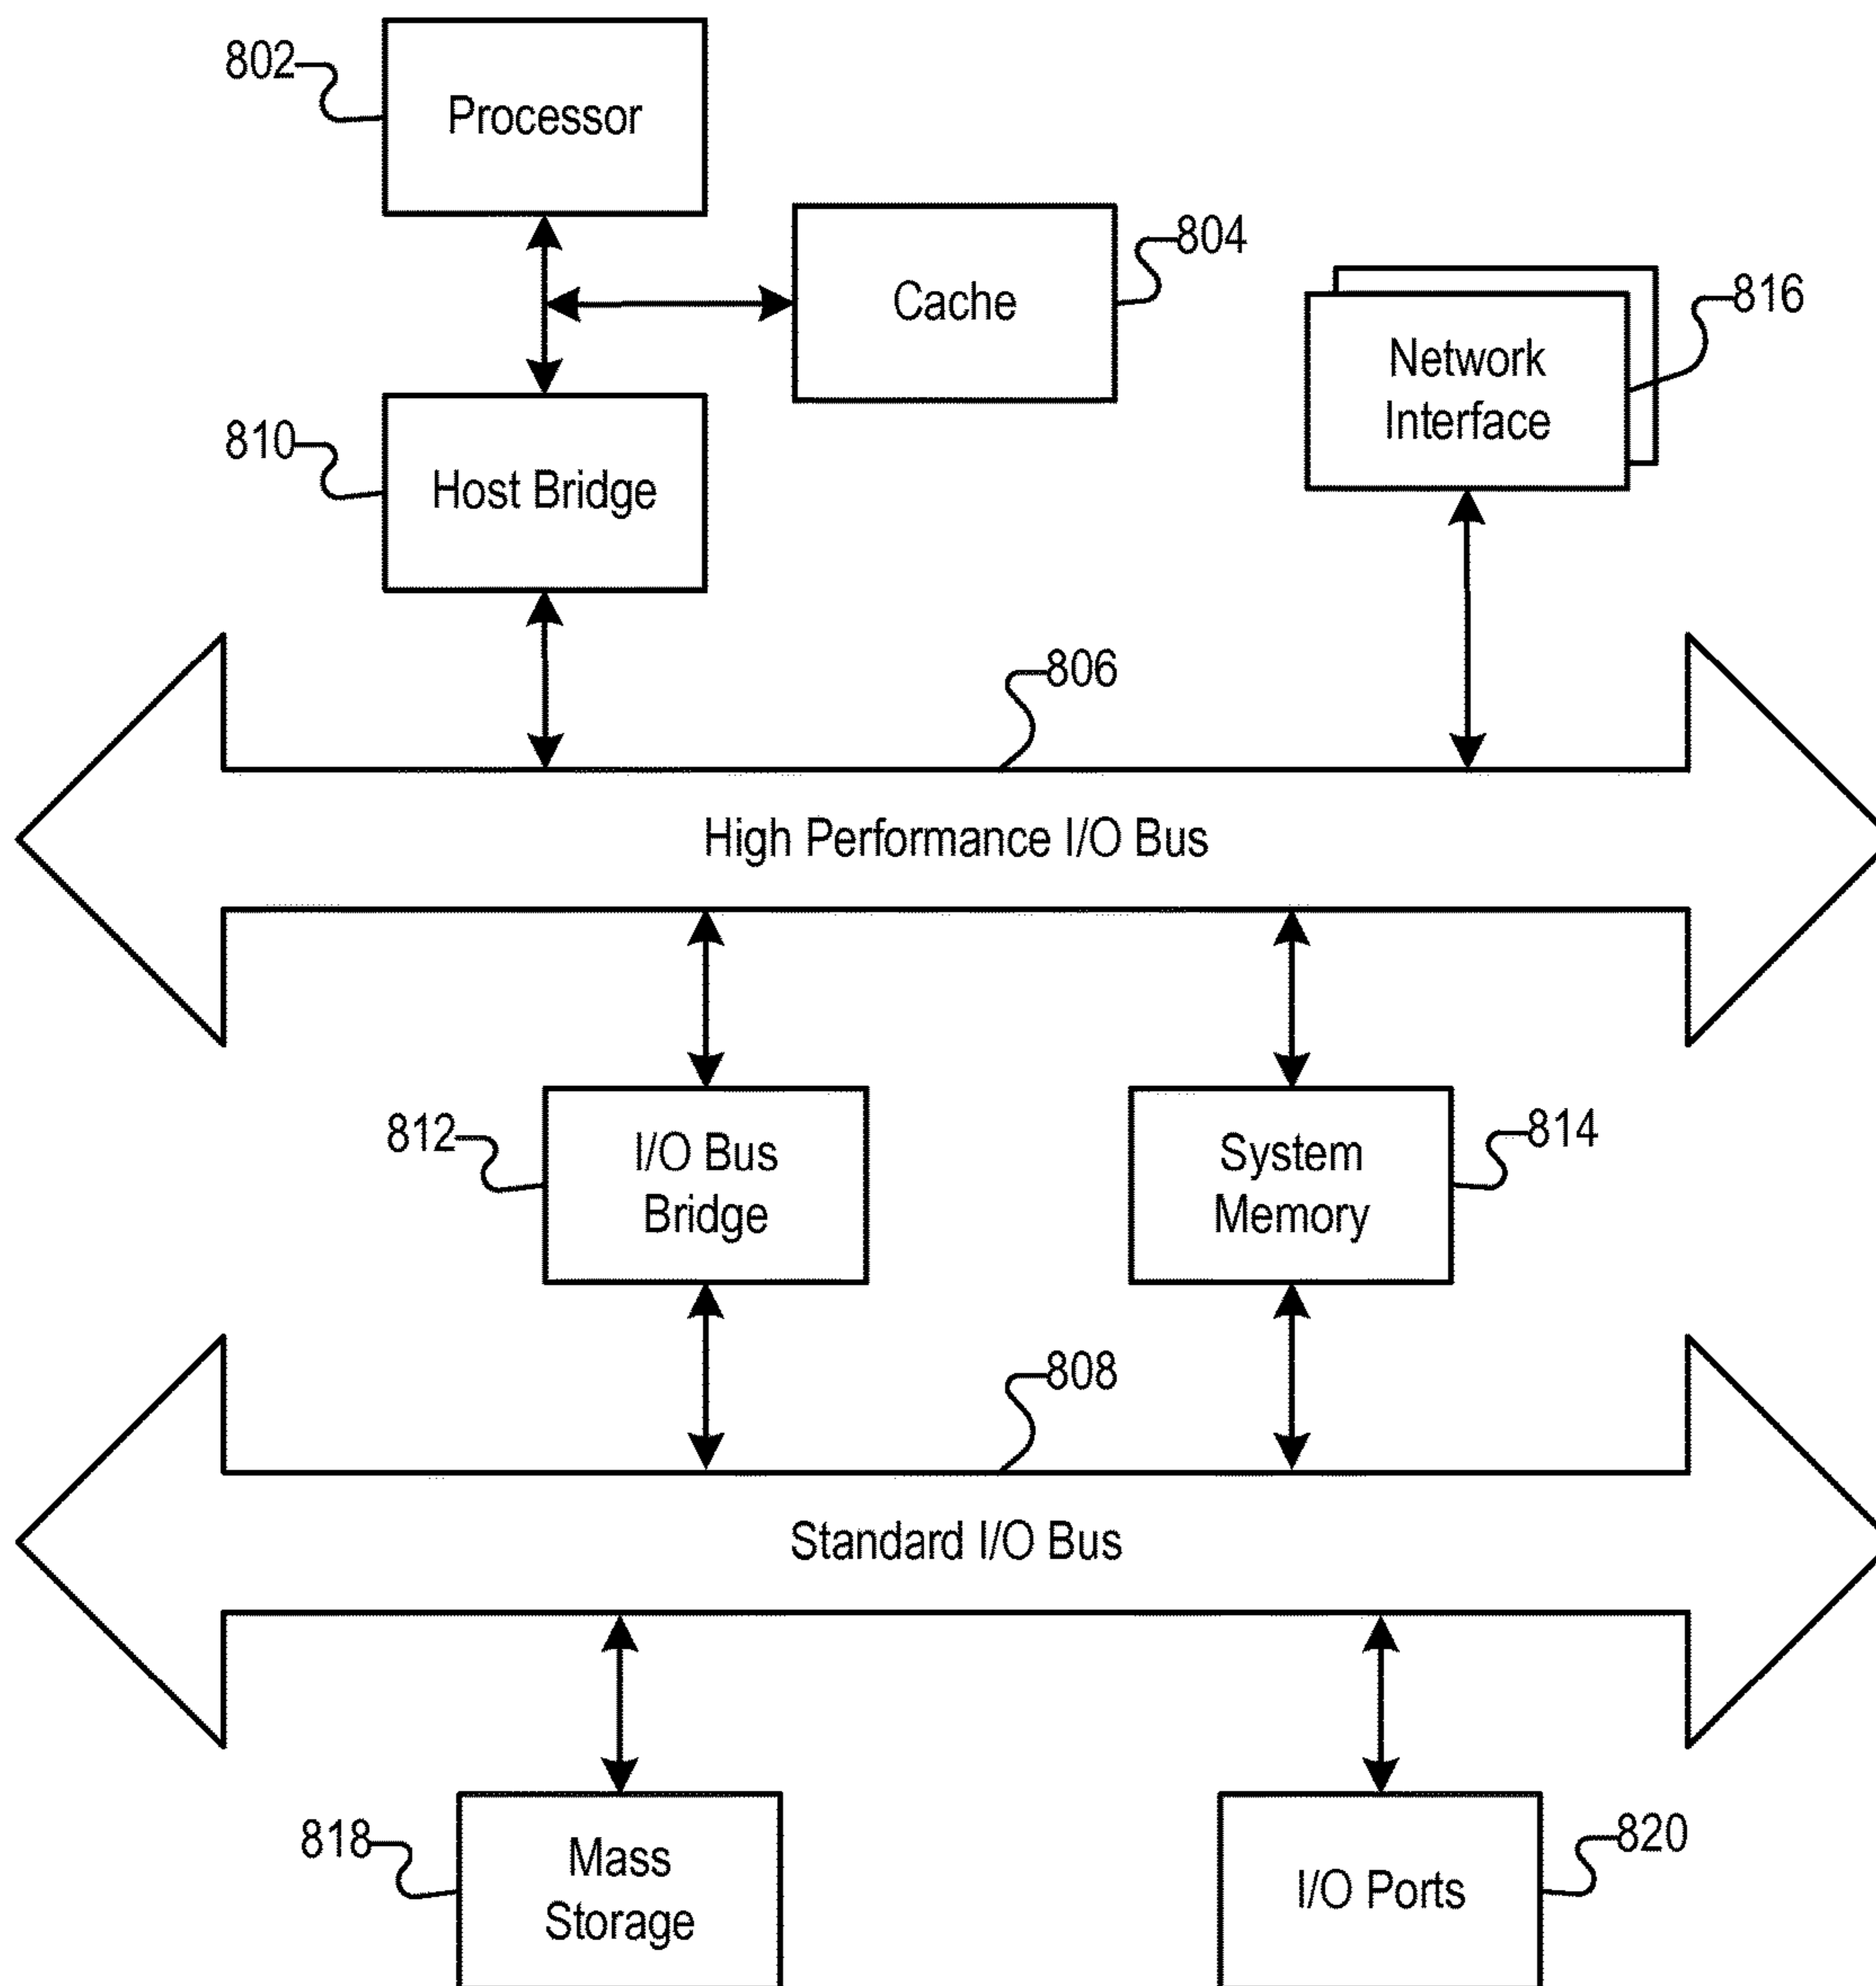 802
Processor
804
Cache
816
Network
Interface
810
Host Bridge
806
High Performance I/O Bus
812
I/O Bus
Bridge
814
System
Memory
808
Standard I/O Bus
818
Mass
Storage
820
I/O Ports